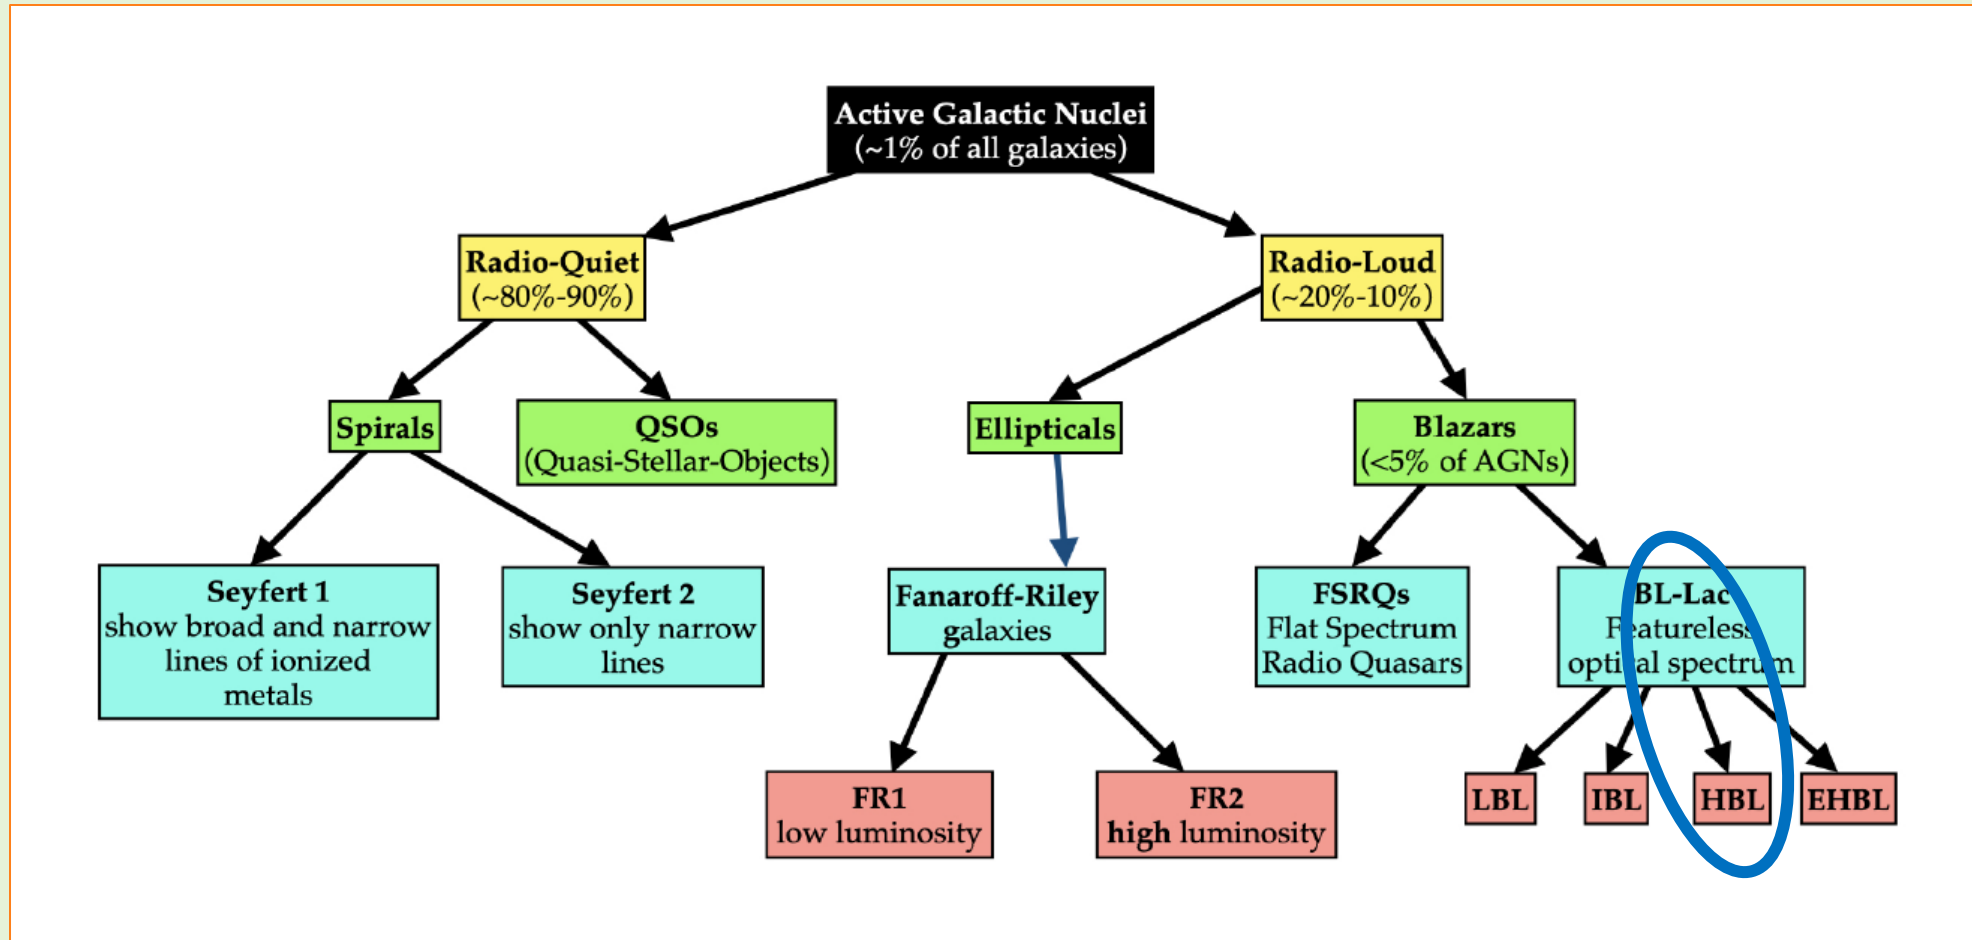 Active Galactic Nuclei
(~1% of all galaxies)
Radio-Quiet
(~80%-90%)
Radio-Loud
(~20%-10%)
Spirals
QSOs
(Quasi-Stellar-Objects)
Ellipticals
Blazars
(<5% of AGNs)
Seyfert 1
show broad and narrow
lines of ionized
metals
Seyfert 2
show only narrow
lines
Fanaroff-Riley
galaxies
FSRQs
Flat Spectrum
Radio Quasars
BL-Lac
Featureless
optical spectrum
FR1
low luminosity
FR2
high luminosity
LBL
IBL
HBL
EHBL